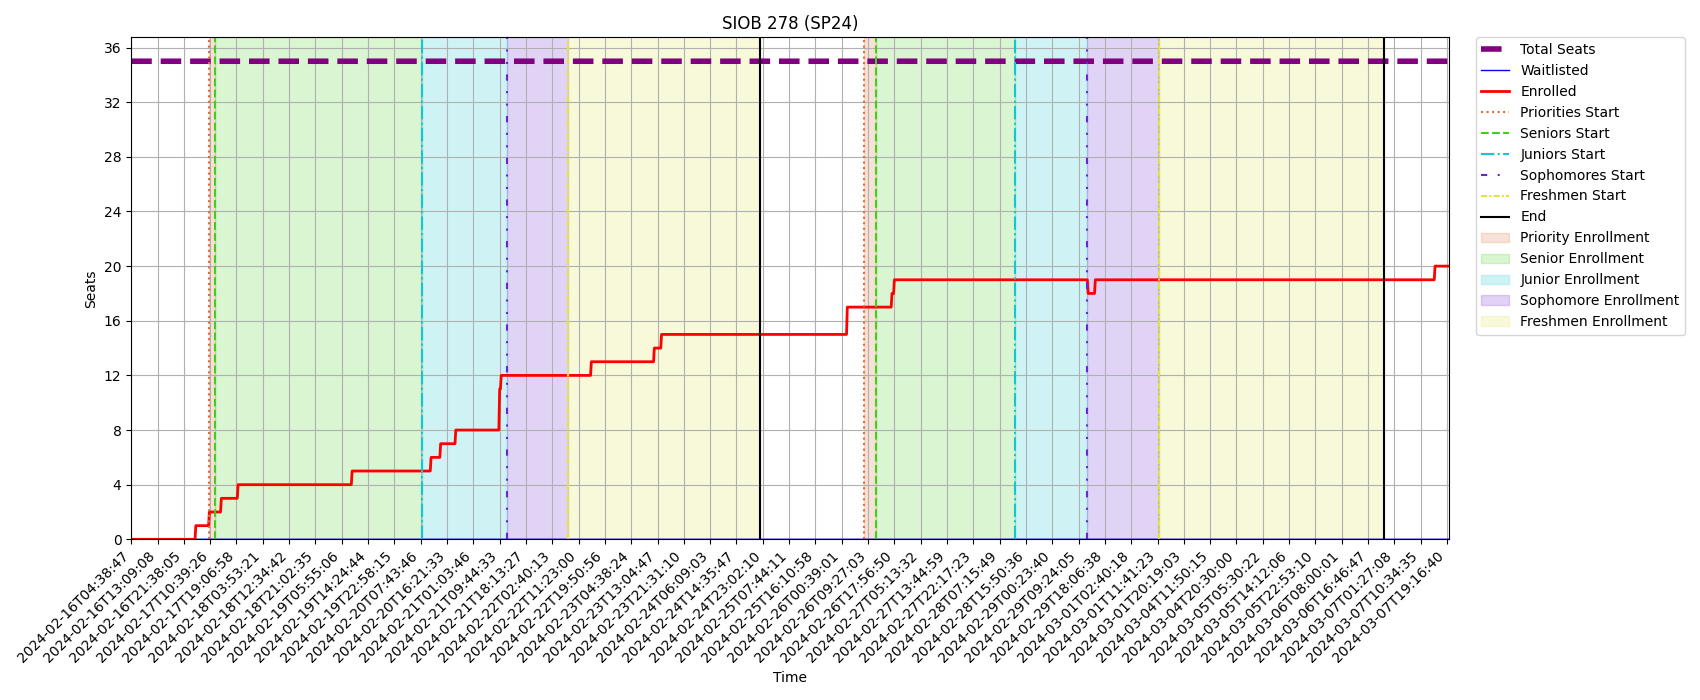 SIOB 278 (SP24)
36
32
28
24
20
16
12
8
4
0
Seats
2024-02-16T04:38:47
2024-02-16T13:09:08
2024-02-16T21:38:05
2024-02-17T10:39:26
2024-02-17T19:06:58
2024-02-18T03:53:21
2024-02-18T12:34:42
2024-02-18T21:02:35
2024-02-19T05:55:06
2024-02-19T14:24:44
2024-02-19T22:58:15
2024-02-20T07:43:46
2024-02-20T16:21:33
2024-02-21T01:03:46
2024-02-21T09:44:33
2024-02-21T18:13:27
2024-02-22T02:40:13
2024-02-22T11:23:00
2024-02-22T19:50:56
2024-02-23T04:38:24
2024-02-23T13:04:47
2024-02-23T21:31:10
2024-02-24T06:09:03
2024-02-24T14:35:47
2024-02-24T23:02:10
2024-02-25T07:44:11
2024-02-25T16:10:58
2024-02-26T00:39:01
2024-02-26T09:27:03
2024-02-26T17:56:50
2024-02-27T05:13:32
2024-02-27T13:44:59
2024-02-27T22:17:23
2024-02-28T07:15:49
2024-02-28T15:50:36
2024-02-29T00:23:40
2024-02-29T09:24:05
2024-02-29T18:06:38
2024-03-01T02:40:18
2024-03-01T11:41:23
2024-03-01T20:19:03
2024-03-04T11:50:15
2024-03-04T20:30:00
2024-03-05T05:30:22
2024-03-05T14:12:06
2024-03-05T22:53:10
2024-03-06T08:00:01
2024-03-06T16:46:47
2024-03-07T01:27:08
2024-03-07T10:34:35
2024-03-07T19:16:40
Time
Total Seats
Waitlisted
Enrolled
Priorities Start
Seniors Start
Juniors Start
Sophomores Start
Freshmen Start
End
Priority Enrollment
Senior Enrollment
Junior Enrollment
Sophomore Enrollment
Freshmen Enrollment